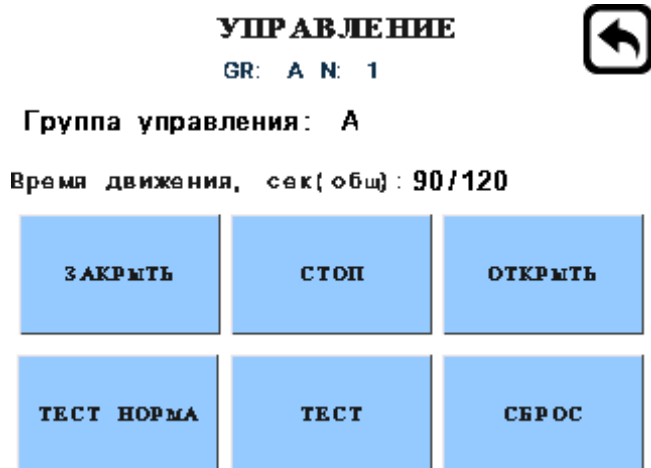 УПРАВЛЕНИЕ
GR: A N: 1
Группа управления: А
Время движения, сек(общ): 90/120
ЗАКРЫТЬ СТОП ОТКРЫТЬ
ТЕСТ НОРМА ТЕСТ СБРОС